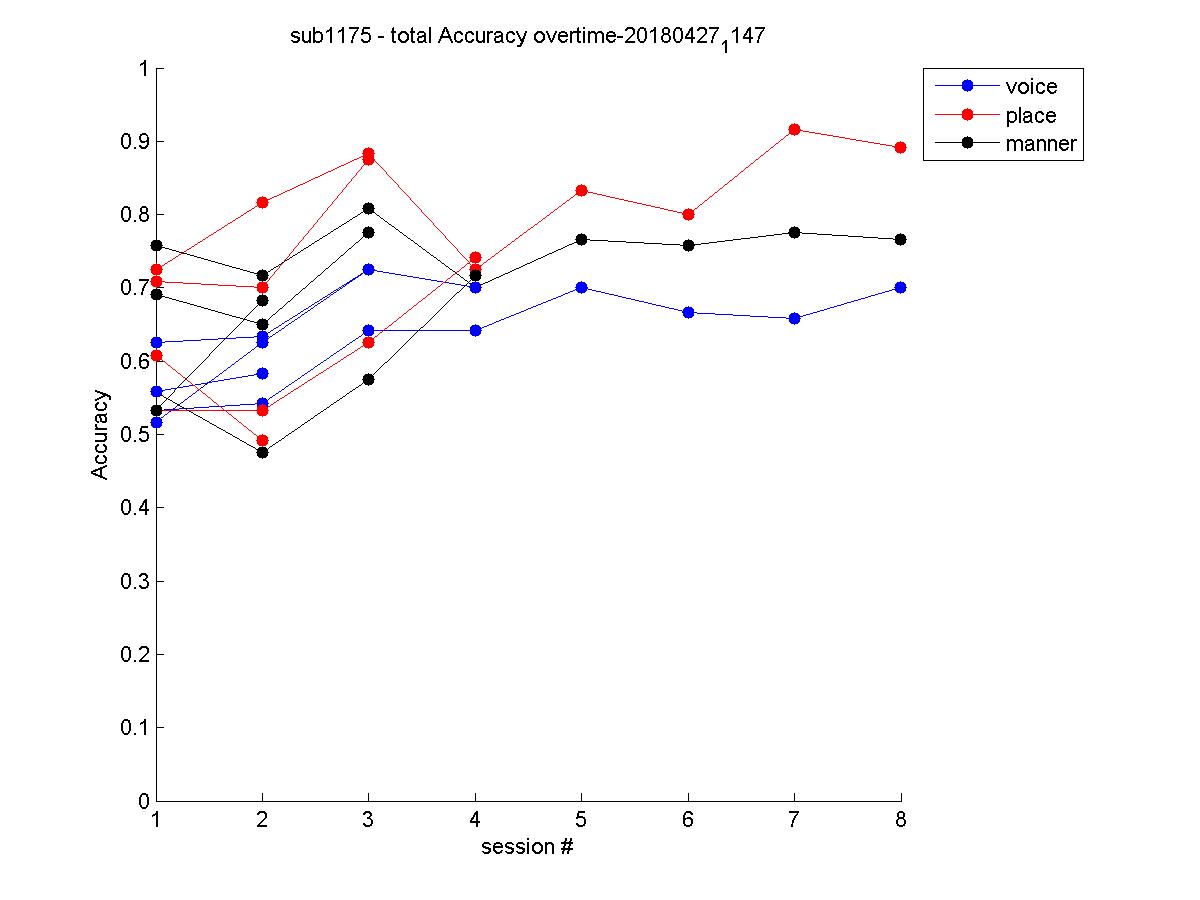 sub1175 - total Accuracy overtime-20180427₁147
voice
place
manner
1
0.9
0.8
0.7
0.6
0.5
0.4
0.3
0.2
0.1
0
Accuracy
1 2 3 4 5 6 7 8
session #